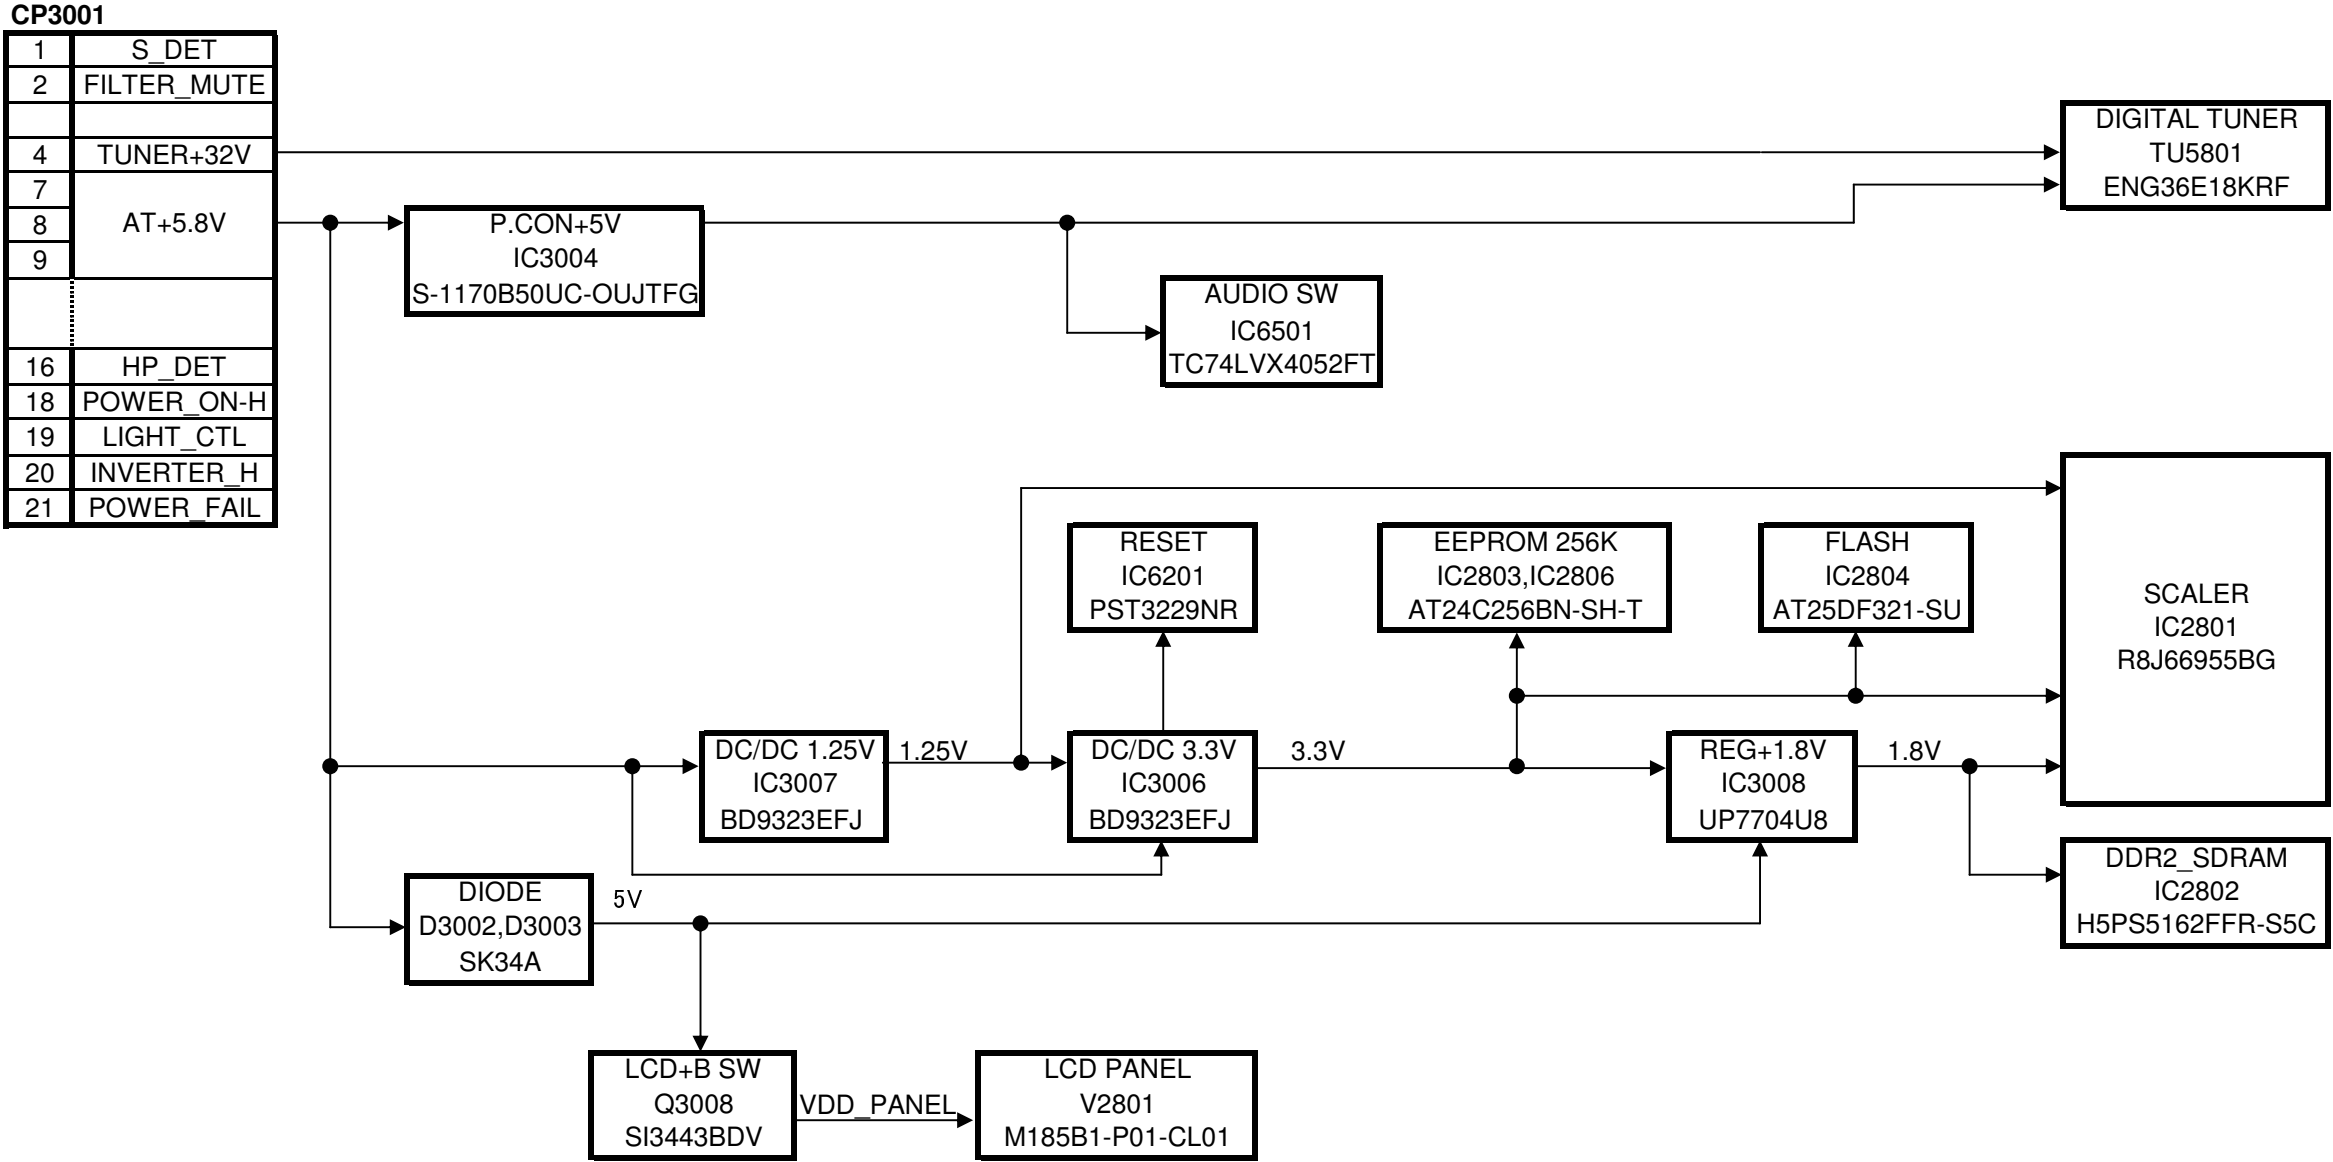 CP3001
1 S_DET
2 FILTER_MUTE
4 TUNER+32V
7
8 AT+5.8V
9
16 HP_DET
18 POWER_ON-H
19 LIGHT_CTL
20 INVERTER_H
21 POWER_FAIL
DIGITAL TUNER
TU5801
ENG36E18KRF
P.CON+5V
IC3004
S-1170B50UC-OUJTFG
AUDIO SW
IC6501
TC74LVX4052FT
RESET
IC6201
PST3229NR
EEPROM 256K
IC2803,IC2806
AT24C256BN-SH-T
FLASH
IC2804
AT25DF321-SU
SCALER
IC2801
R8J66955BG
DC/DC 1.25V
IC3007
BD9323EFJ
1.25V
DC/DC 3.3V
IC3006
BD9323EFJ
3.3V
REG+1.8V
IC3008
UP7704U8
1.8V
DDR2_SDRAM
IC2802
H5PS5162FFR-S5C
DIODE
D3002,D3003
SK34A
5V
LCD+B SW
Q3008
SI3443BDV
VDD_PANEL
LCD PANEL
V2801
M185B1-P01-CL01